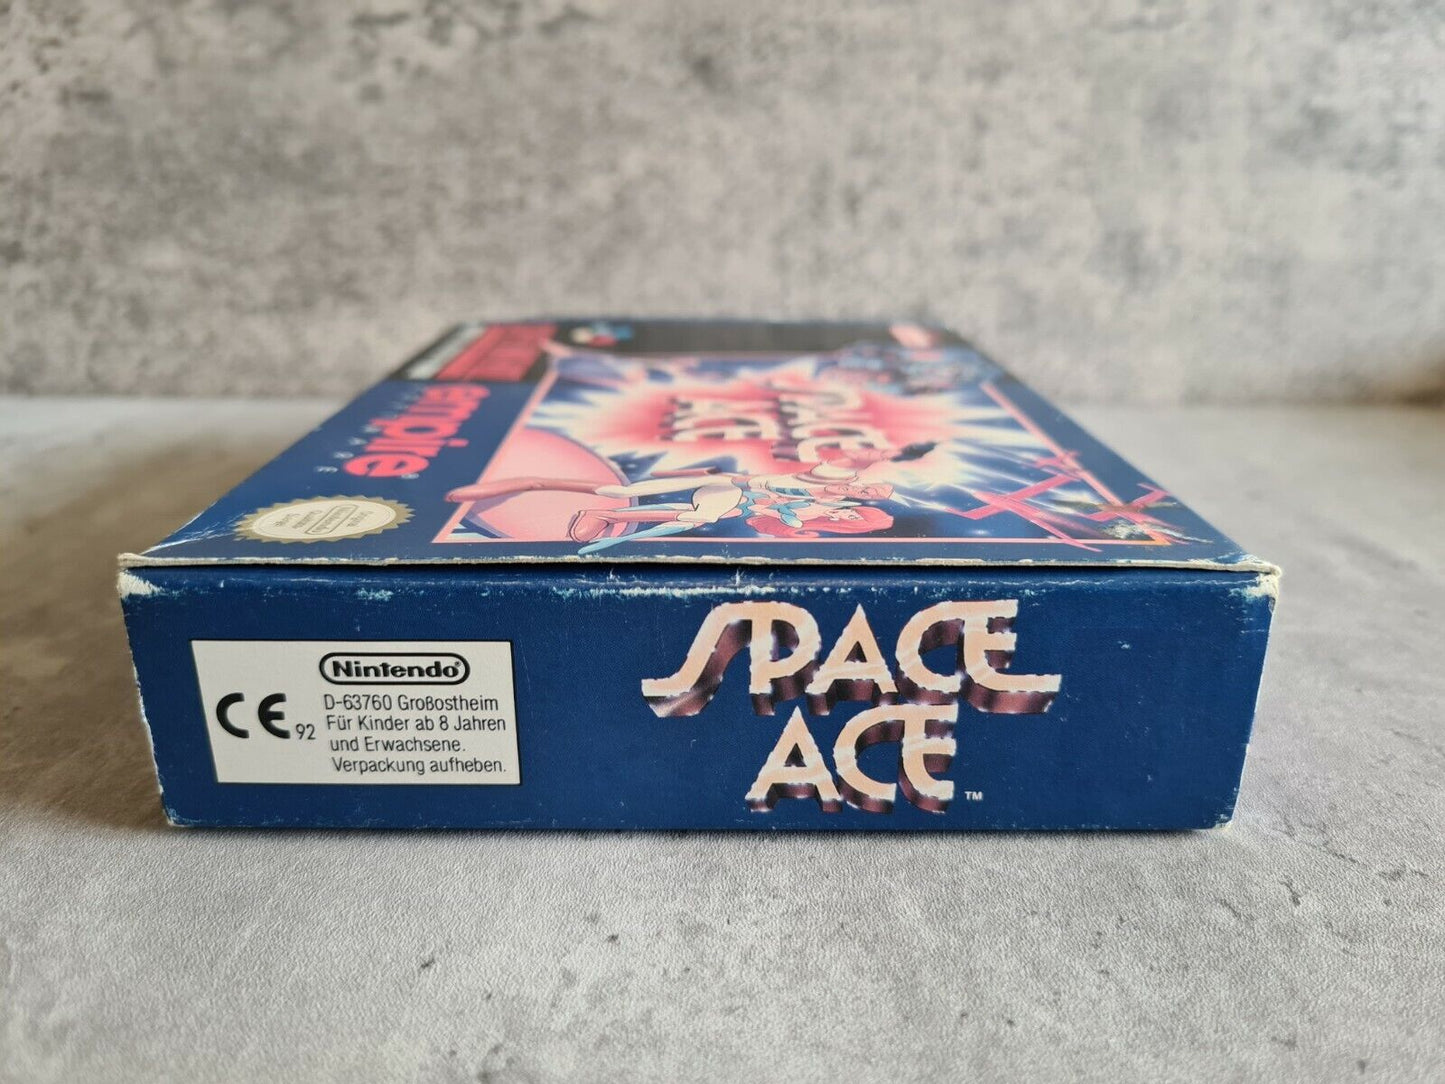 empire
SPACE
ACE
Nintendo®
D-63760 Großostheim
Für Kinder ab 8 Jahren
und Erwachsene.
Verpackung aufheben.
CE 92
SPACE
ACE ™